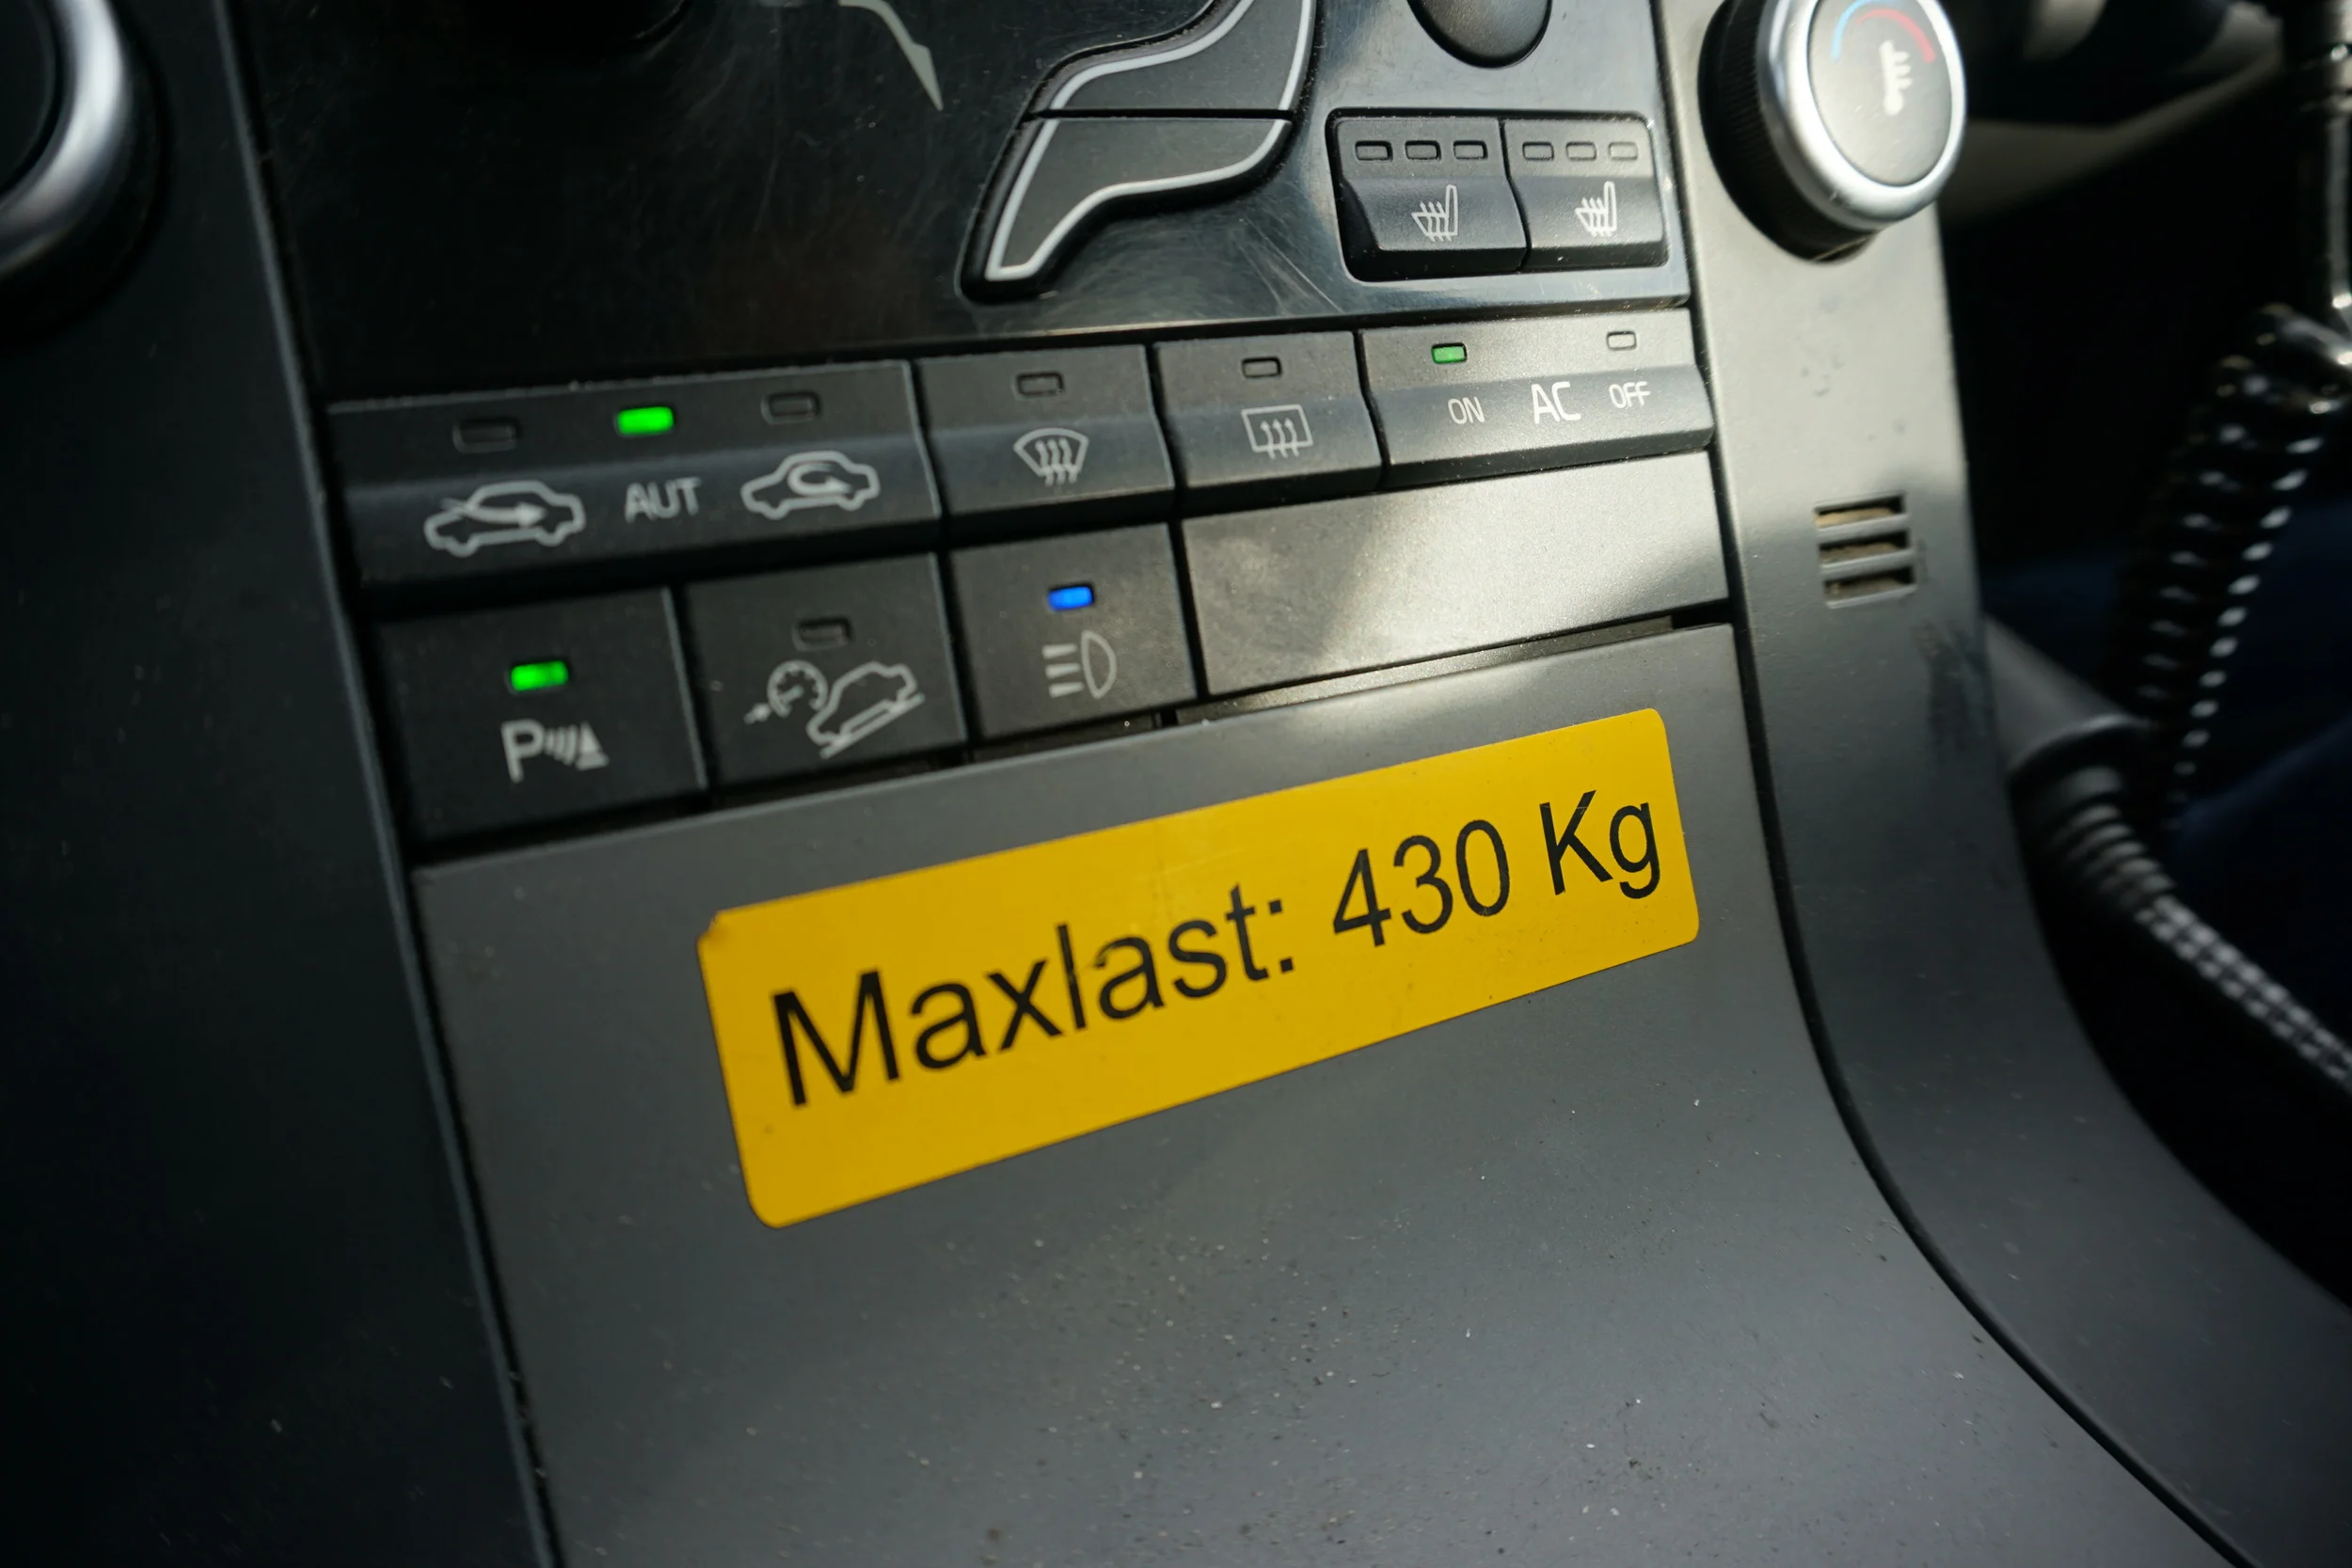 ON AC OFF
AUT
P
Maxlast: 430 Kg